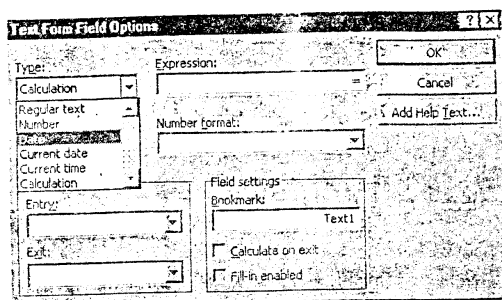 Text Form Field Options
Type:
Expression:
OK
Calculation
=
Cancel
Regular text
Number
Number format:
Add Help Text...
Current date
Current time
Calculation
Field settings
Entry:
Bookmark:
Text1
Exit:
Calculate on exit
Fill-in enabled